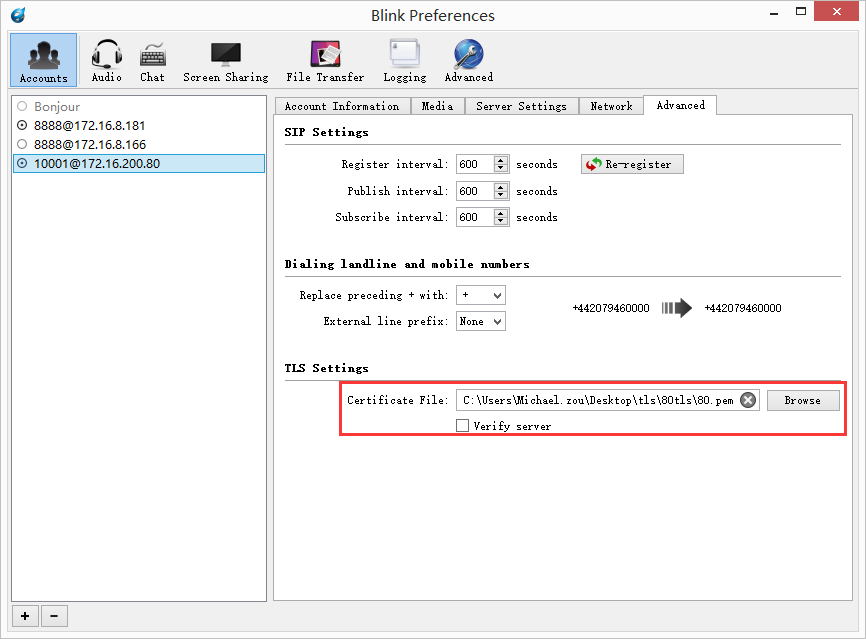 Blink Preferences
Accounts Audio Chat Screen Sharing File Transfer Logging Advanced
Bonjour
8888@172.16.8.181
8888@172.16.8.166
10001@172.16.200.80
Account Information Media Server Settings Network Advanced
SIP Settings
Register interval: 600 seconds Re-register
Publish interval: 600 seconds
Subscribe interval: 600 seconds
Dialing landline and mobile numbers
Replace preceding + with: +
External line prefix: None
+442079460000 +442079460000
TLS Settings
Certificate File: C:\Users\Michael.zou\Desktop\tls\80tls\80.pem Browse
Verify server